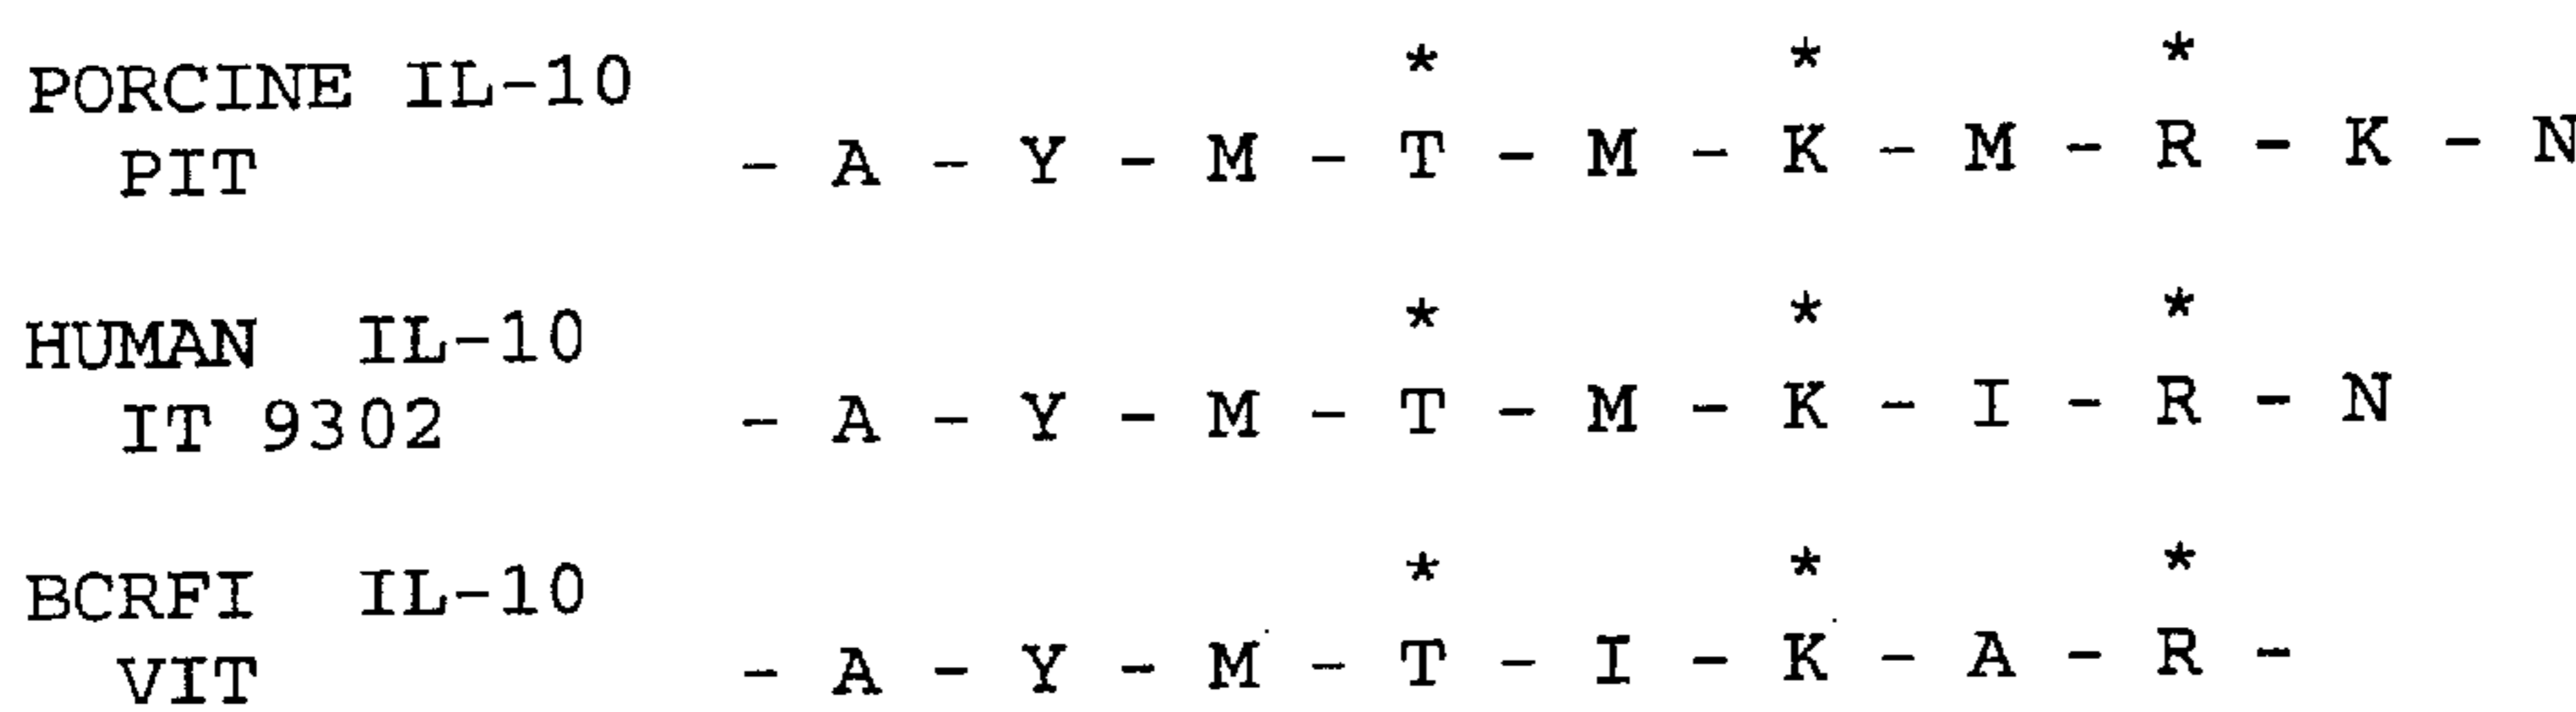 PORCINE IL-10 * * *
PIT - A - Y - M - T - M - K - M - R - K - N
HUMAN IL-10 * * *
IT 9302 - A - Y - M - T - M - K - I - R - N
BCRFI IL-10 * * *
VIT - A - Y - M - T - I - K - A - R -